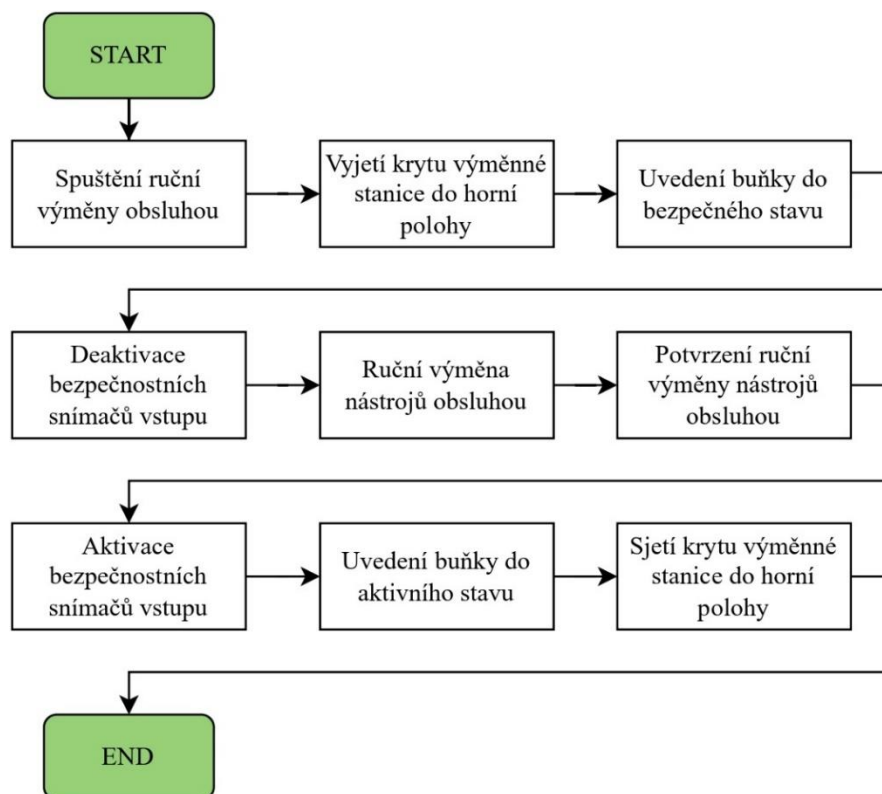 START
Spuštění ruční
výměny obsluhou
Vyjetí krytu výměnné
stanice do horní
polohy
Uvedení buňky do
bezpečného stavu
Deaktivace
bezpečnostních
snímačů vstupu
Ruční výměna
nástrojů obsluhou
Potvrzení ruční
výměny nástrojů
obsluhou
Aktivace
bezpečnostních
snímačů vstupu
Uvedení buňky do
aktivního stavu
Sjetí krytu výměnné
stanice do horní
polohy
END